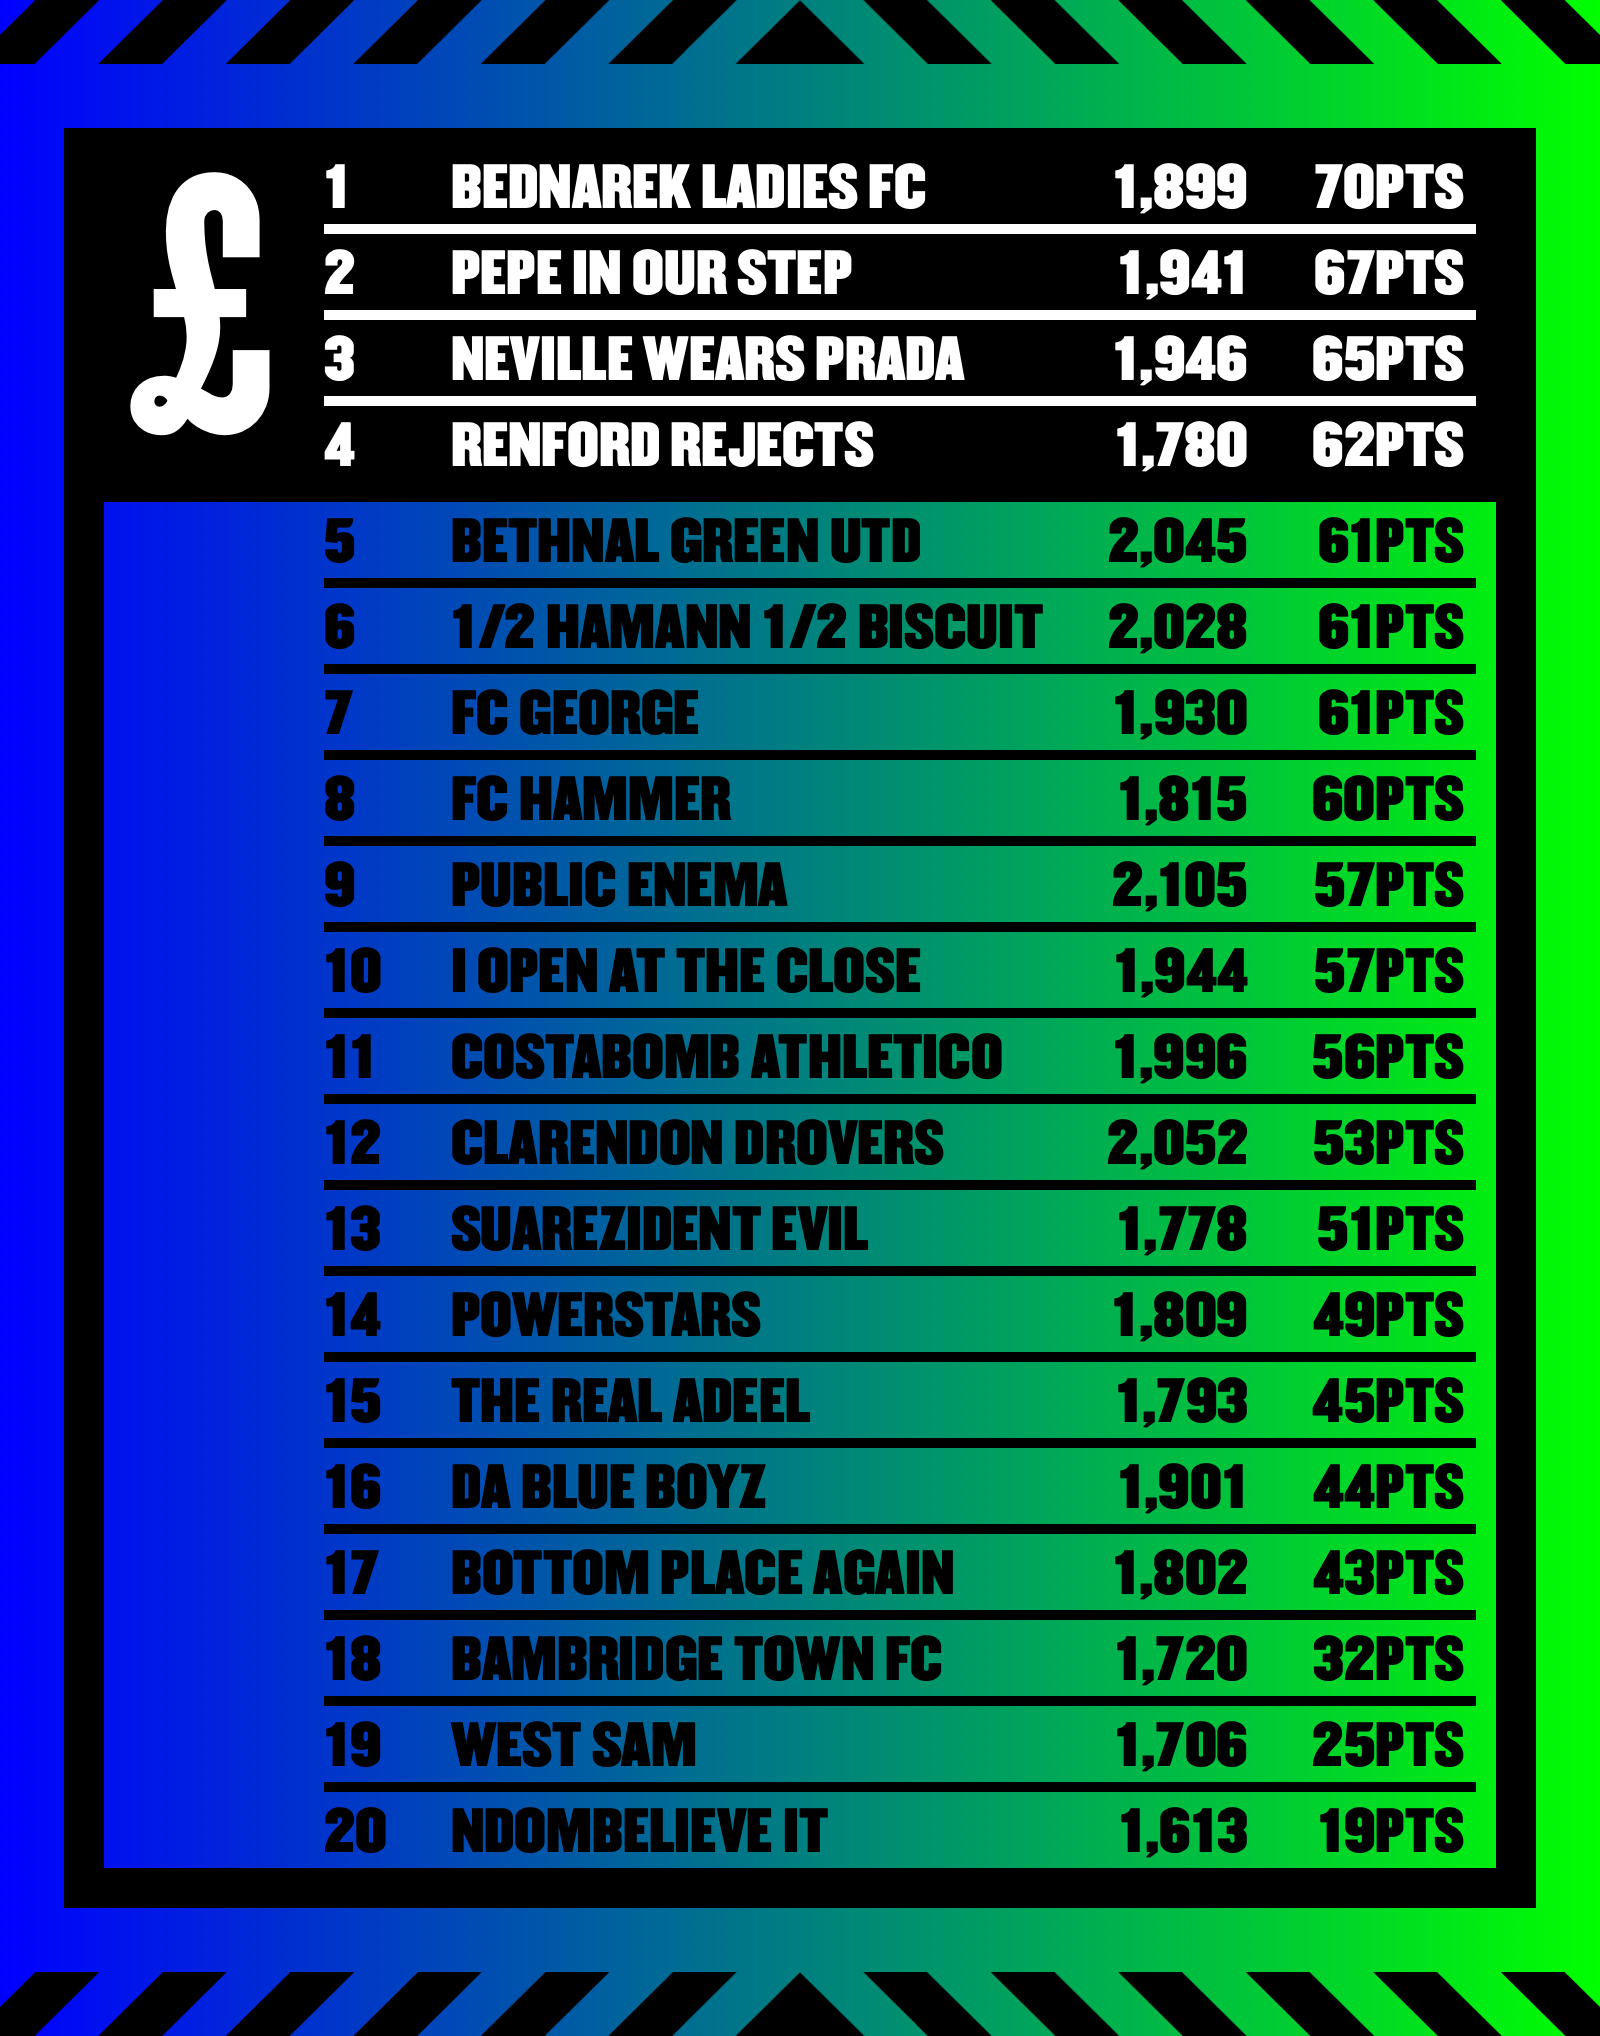 £
1 BEDNAREK LADIES FC 1,899 70PTS
2 PEPE IN OUR STEP 1,941 67PTS
3 NEVILLE WEARS PRADA 1,946 65PTS
4 RENFORD REJECTS 1,780 62PTS
5 BETHNAL GREEN UTD 2,045 61PTS
6 1/2 HAMANN 1/2 BISCUIT 2,028 61PTS
7 FC GEORGE 1,930 61PTS
8 FC HAMMER 1,815 60PTS
9 PUBLIC ENEMA 2,105 57PTS
10 I OPEN AT THE CLOSE 1,944 57PTS
11 COSTABOMB ATHLETICO 1,996 56PTS
12 CLARENDON DROVERS 2,052 53PTS
13 SUAREZIDENT EVIL 1,778 51PTS
14 POWERSTARS 1,809 49PTS
15 THE REAL ADEEL 1,793 45PTS
16 DA BLUE BOYZ 1,901 44PTS
17 BOTTOM PLACE AGAIN 1,802 43PTS
18 BAMBRIDGE TOWN FC 1,720 32PTS
19 WEST SAM 1,706 25PTS
20 NDOMBELIEVE IT 1,613 19PTS